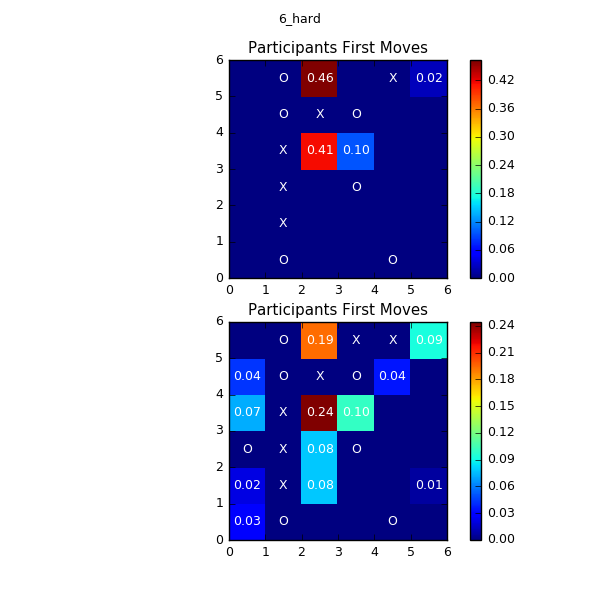 6_hard
Participants First Moves
6 O 0.46 X 0.02
5 O X O
4 X 0.41 0.10
3 X O
2 X
1 O O
0
0 1 2 3 4 5 6
0.42
0.36
0.30
0.24
0.18
0.12
0.06
0.00
Participants First Moves
6 O 0.19 X X 0.09
5 0.04 O X O 0.04
4 0.07 X 0.24 0.10
3 O X 0.08 O
2 0.02 X 0.08 0.01
1 0.03 O O
0
0 1 2 3 4 5 6
0.24
0.21
0.18
0.15
0.12
0.09
0.06
0.03
0.00